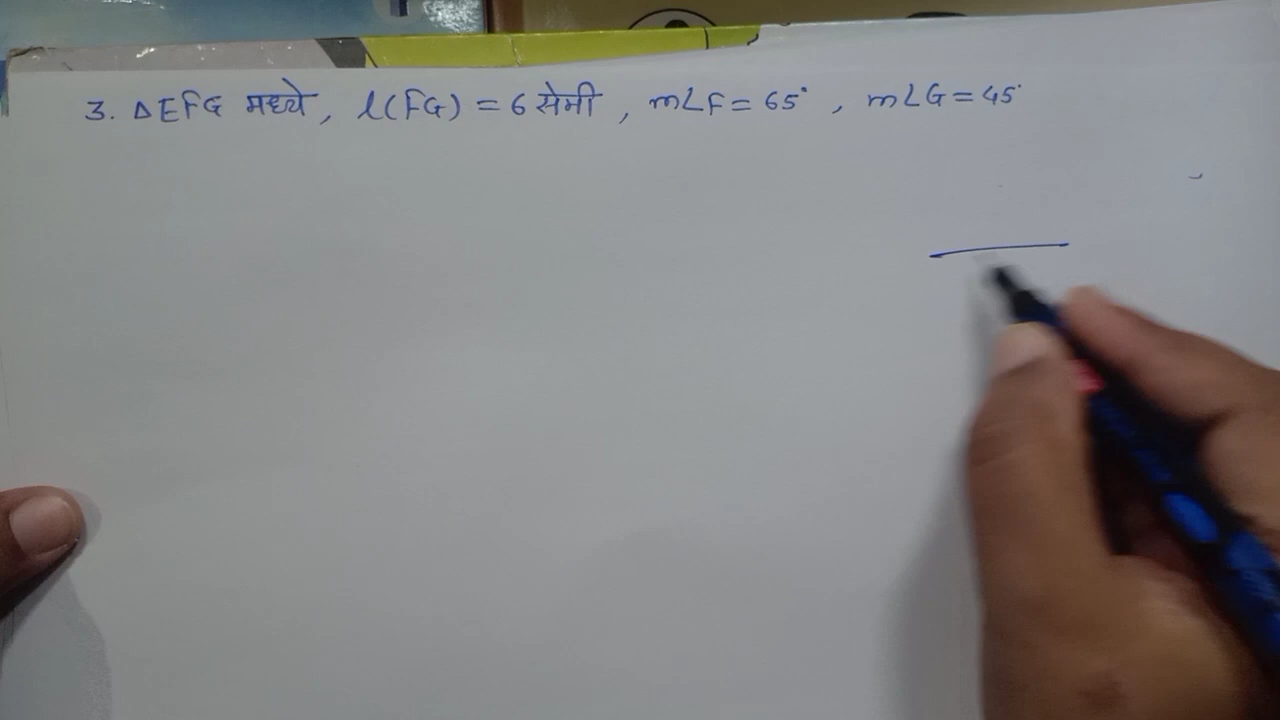 3. ΔEFG मध्ये, l(FG) = 6 सेमी, m∠F = 65°, m∠G = 45°